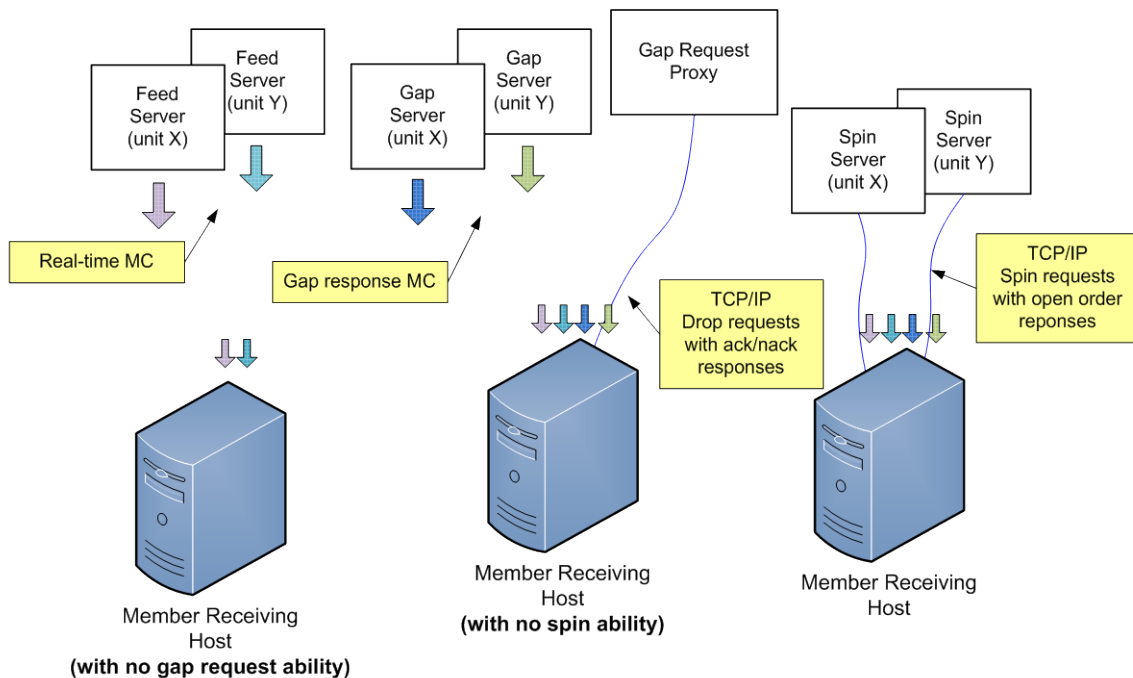 Feed
Server
(unit Y)
Feed
Server
(unit X)
Gap
Server
(unit Y)
Gap
Server
(unit X)
Gap Request
Proxy
Spin
Server
(unit Y)
Spin
Server
(unit X)
Real-time MC
Gap response MC
TCP/IP
Drop requests
with ack/nack
responses
TCP/IP
Spin requests
with open order
reponses
Member Receiving
Host
(with no gap request ability)
Member Receiving
Host
(with no spin ability)
Member Receiving
Host